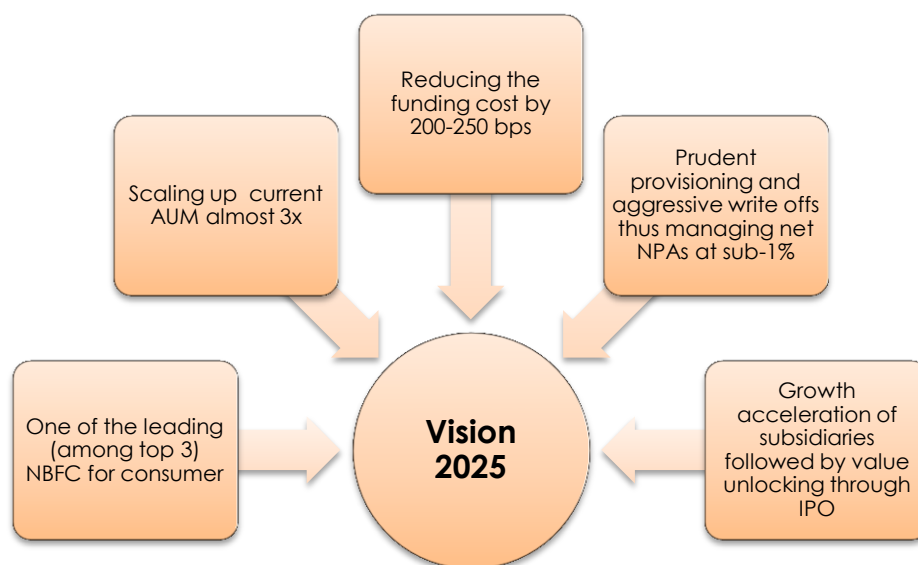 Reducing the
funding cost by
200-250 bps
Scaling up current
AUM almost 3x
Prudent
provisioning and
aggressive write offs
thus managing net
NPAs at sub-1%
One of the leading
(among top 3)
NBFC for consumer
Vision
2025
Growth
acceleration of
subsidiaries
followed by value
unlocking through
IPO